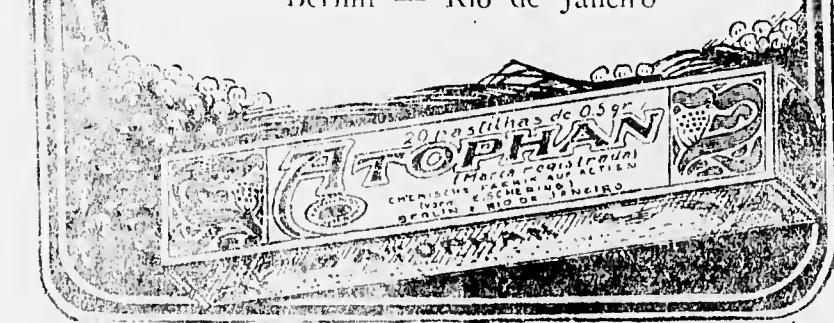 Berlin — Rio de Janeiro
20 pastilhas de 0,5 gr.
ATOPHAN
(Marca registrada)
CHEMISCHE FABRIK AUF ACTIEN
(vorm. E. SCHERING)
BERLIN e RIO DE JANEIRO